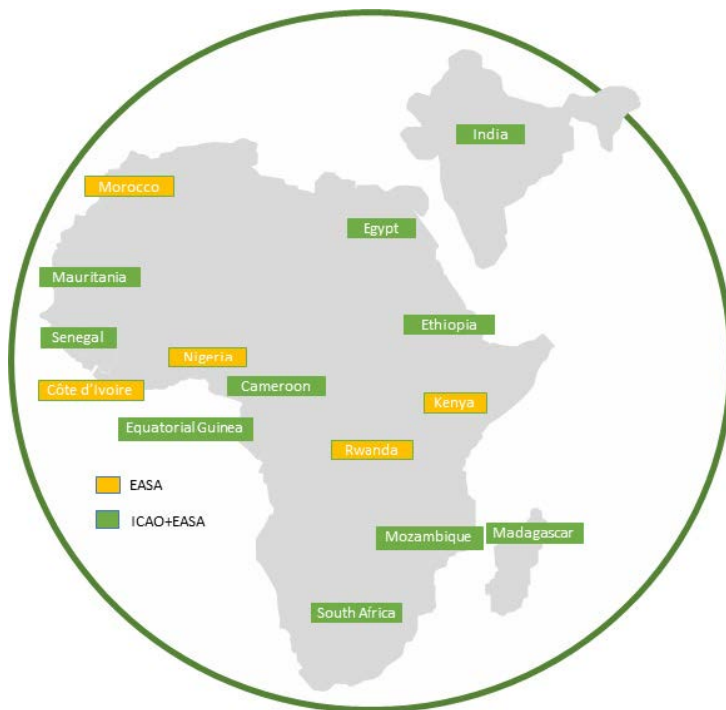 India
Morocco
Egypt
Mauritania
Ethiopia
Senegal
Nigeria
Cameroon
Côte d'Ivoire
Kenya
Equatorial Guinea
Rwanda
EASA
ICAO+EASA
Mozambique
Madagascar
South Africa